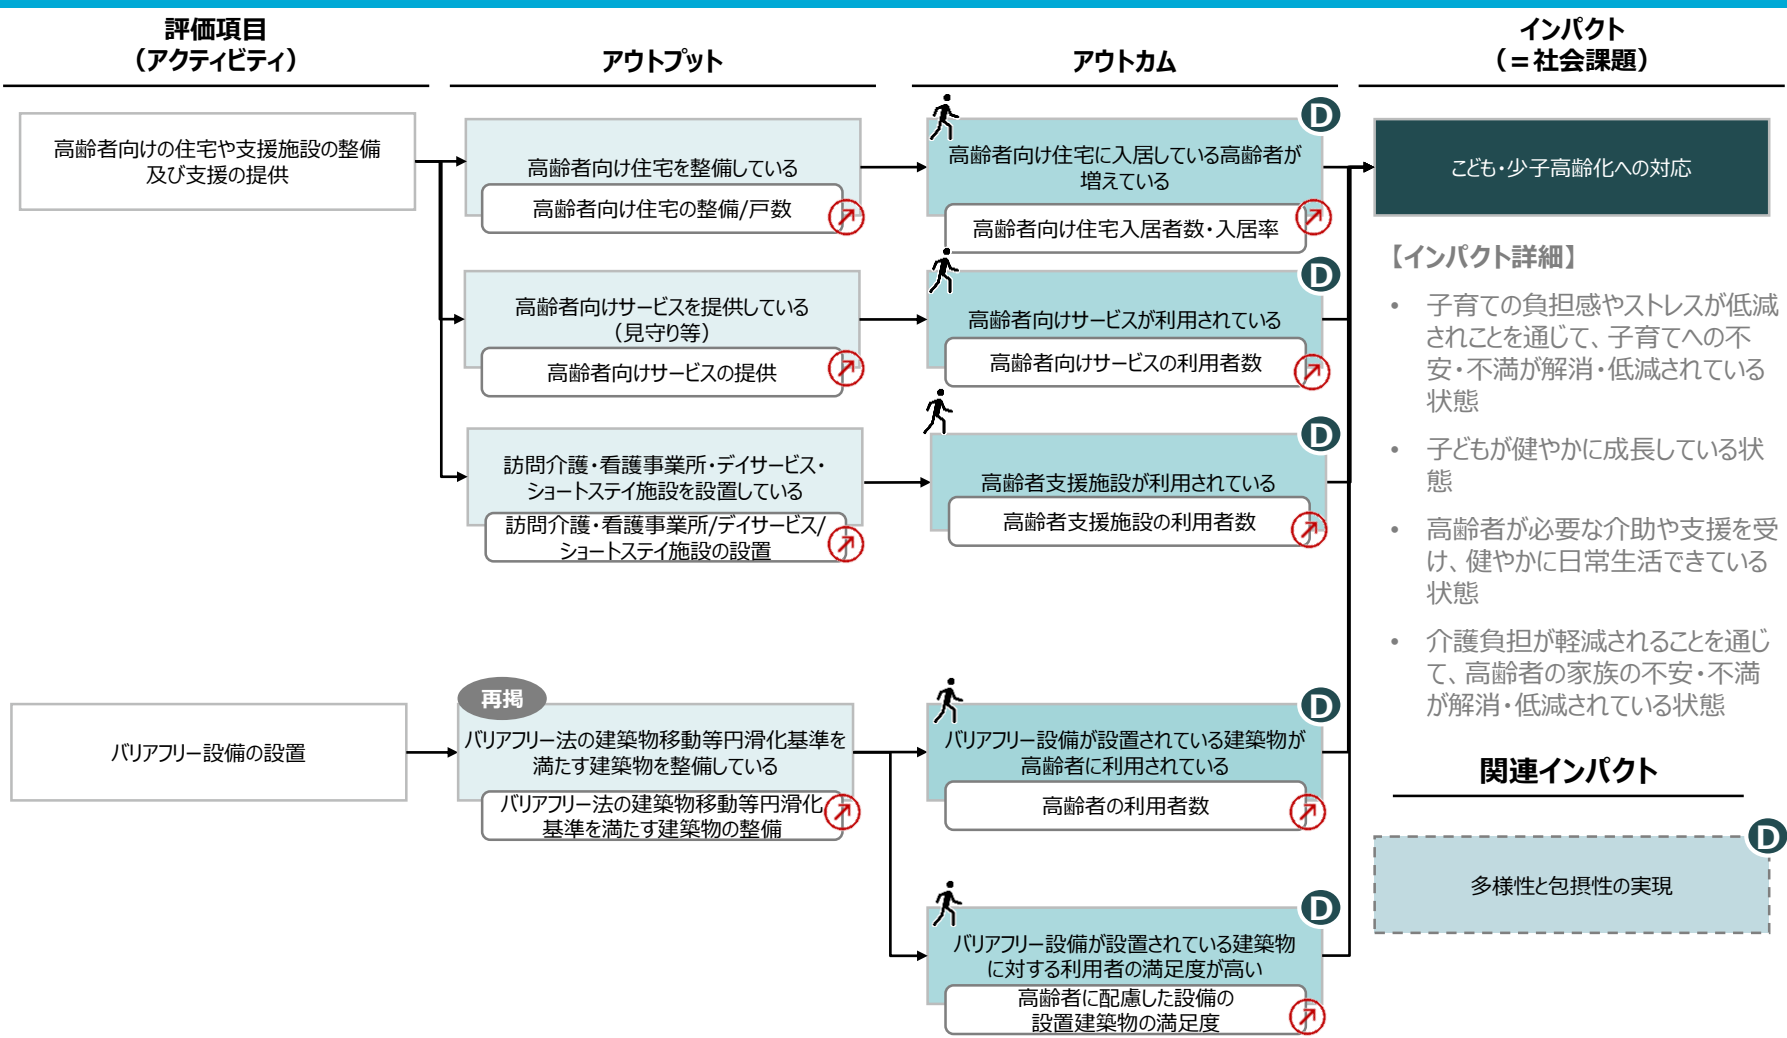 評価項目
（アクティビティ）
アウトプット
アウトカム
インパクト
（＝社会課題）
高齢者向けの住宅や支援施設の整備
及び支援の提供
高齢者向け住宅を整備している
高齢者向け住宅の整備/戸数
D
高齢者向け住宅に入居している高齢者が
増えている
高齢者向け住宅入居者数・入居率
こども・少子高齢化への対応
高齢者向けサービスを提供している
（見守り等）
高齢者向けサービスの提供
D
高齢者向けサービスが利用されている
高齢者向けサービスの利用者数
訪問介護・看護事業所・デイサービス・
ショートステイ施設を設置している
訪問介護・看護事業所/デイサービス/
ショートステイ施設の設置
D
高齢者支援施設が利用されている
高齢者支援施設の利用者数
【インパクト詳細】
• 子育ての負担感やストレスが低減
されことを通じて、子育てへの不
安・不満が解消・低減されている
状態
• 子どもが健やかに成長している状
態
• 高齢者が必要な介助や支援を受
け、健やかに日常生活できている
状態
• 介護負担が軽減されることを通じ
て、高齢者の家族の不安・不満
が解消・低減されている状態
バリアフリー設備の設置
再掲
バリアフリー法の建築物移動等円滑化基準を
満たす建築物を整備している
バリアフリー法の建築物移動等円滑化
基準を満たす建築物の整備
D
バリアフリー設備が設置されている建築物が
高齢者に利用されている
高齢者の利用者数
D
バリアフリー設備が設置されている建築物
に対する利用者の満足度が高い
高齢者に配慮した設備の
設置建築物の満足度
関連インパクト
D
多様性と包摂性の実現